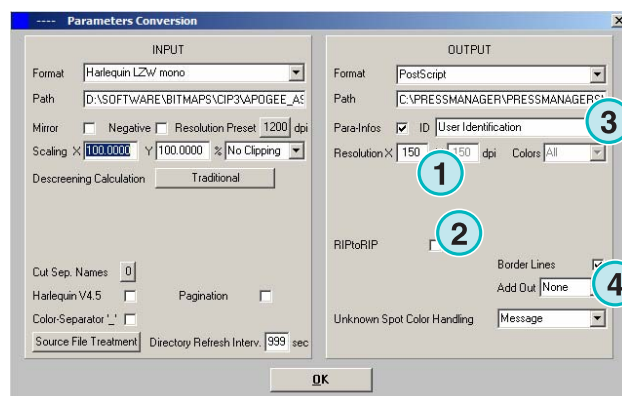 ---- Parameters Conversion
INPUT
Format Harlequin LZW mono
Path D:\SOFTWARE\BITMAPS\CIP3\APOGEE_AS
Mirror Negative Resolution Preset 1200 dpi
Scaling X 100.0000 Y 100.0000 % No Clipping
Descreening Calculation Traditional
Cut Sep. Names 0
Harlequin V4.5 Pagination
Color-Separator '_'
Source File Treatment Directory Refresh Interv. 999 sec
OUTPUT
Format PostScript
Path C:\PRESSMANAGER\PRESSMANAGERS\
Para-Infos ID User Identification 3
Resolution X 150 150 dpi Colors All
1
RIPtoRIP 2
Border Lines
Add Out None 4
Unknown Spot Color Handling Message
OK